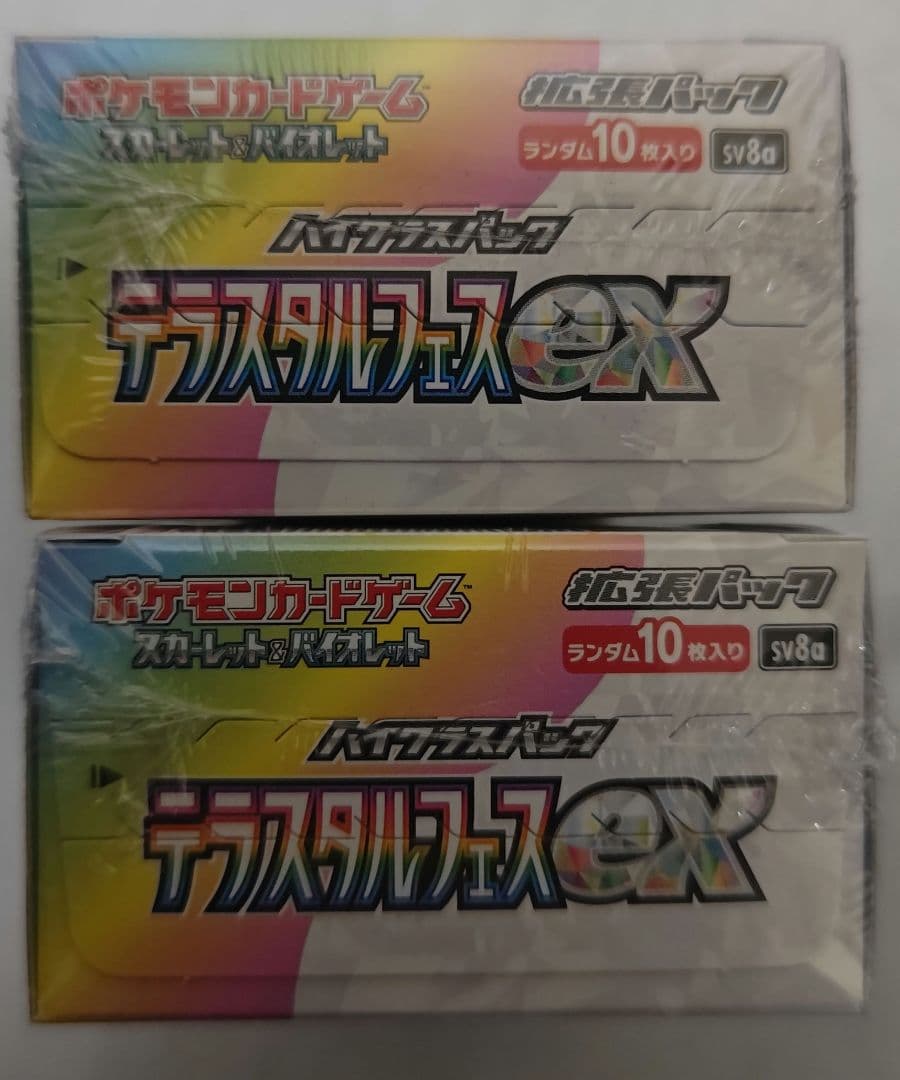 ポケモンカードゲーム™
スカーレット&バイオレット
拡張パック
ランダム10枚入り sv8a
ハイクラスパック
テラスタルフェスex
ポケモンカードゲーム™
スカーレット&バイオレット
拡張パック
ランダム10枚入り sv8a
ハイクラスパック
テラスタルフェスex